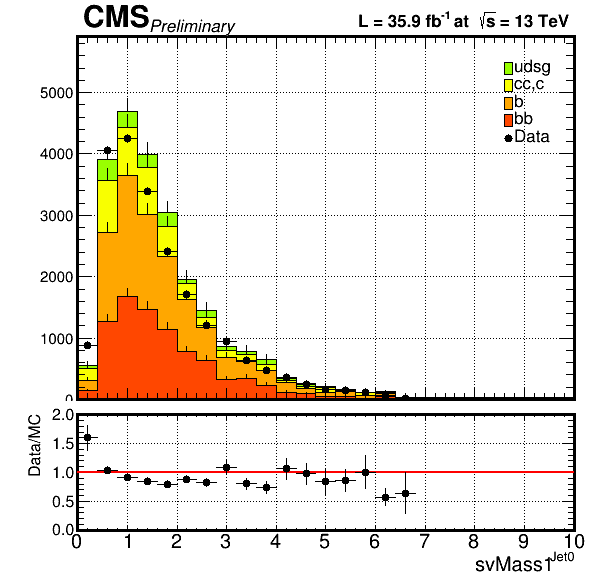 CMS Preliminary L = 35.9 fb⁻¹ at √s = 13 TeV
udsg
cc,c
b
bb
Data
5000
4000
3000
2000
1000
0
Data/MC
2.0
1.5
1.0
0.5
0.0
0 1 2 3 4 5 6 7 8 9 10
svMass1^Jet0